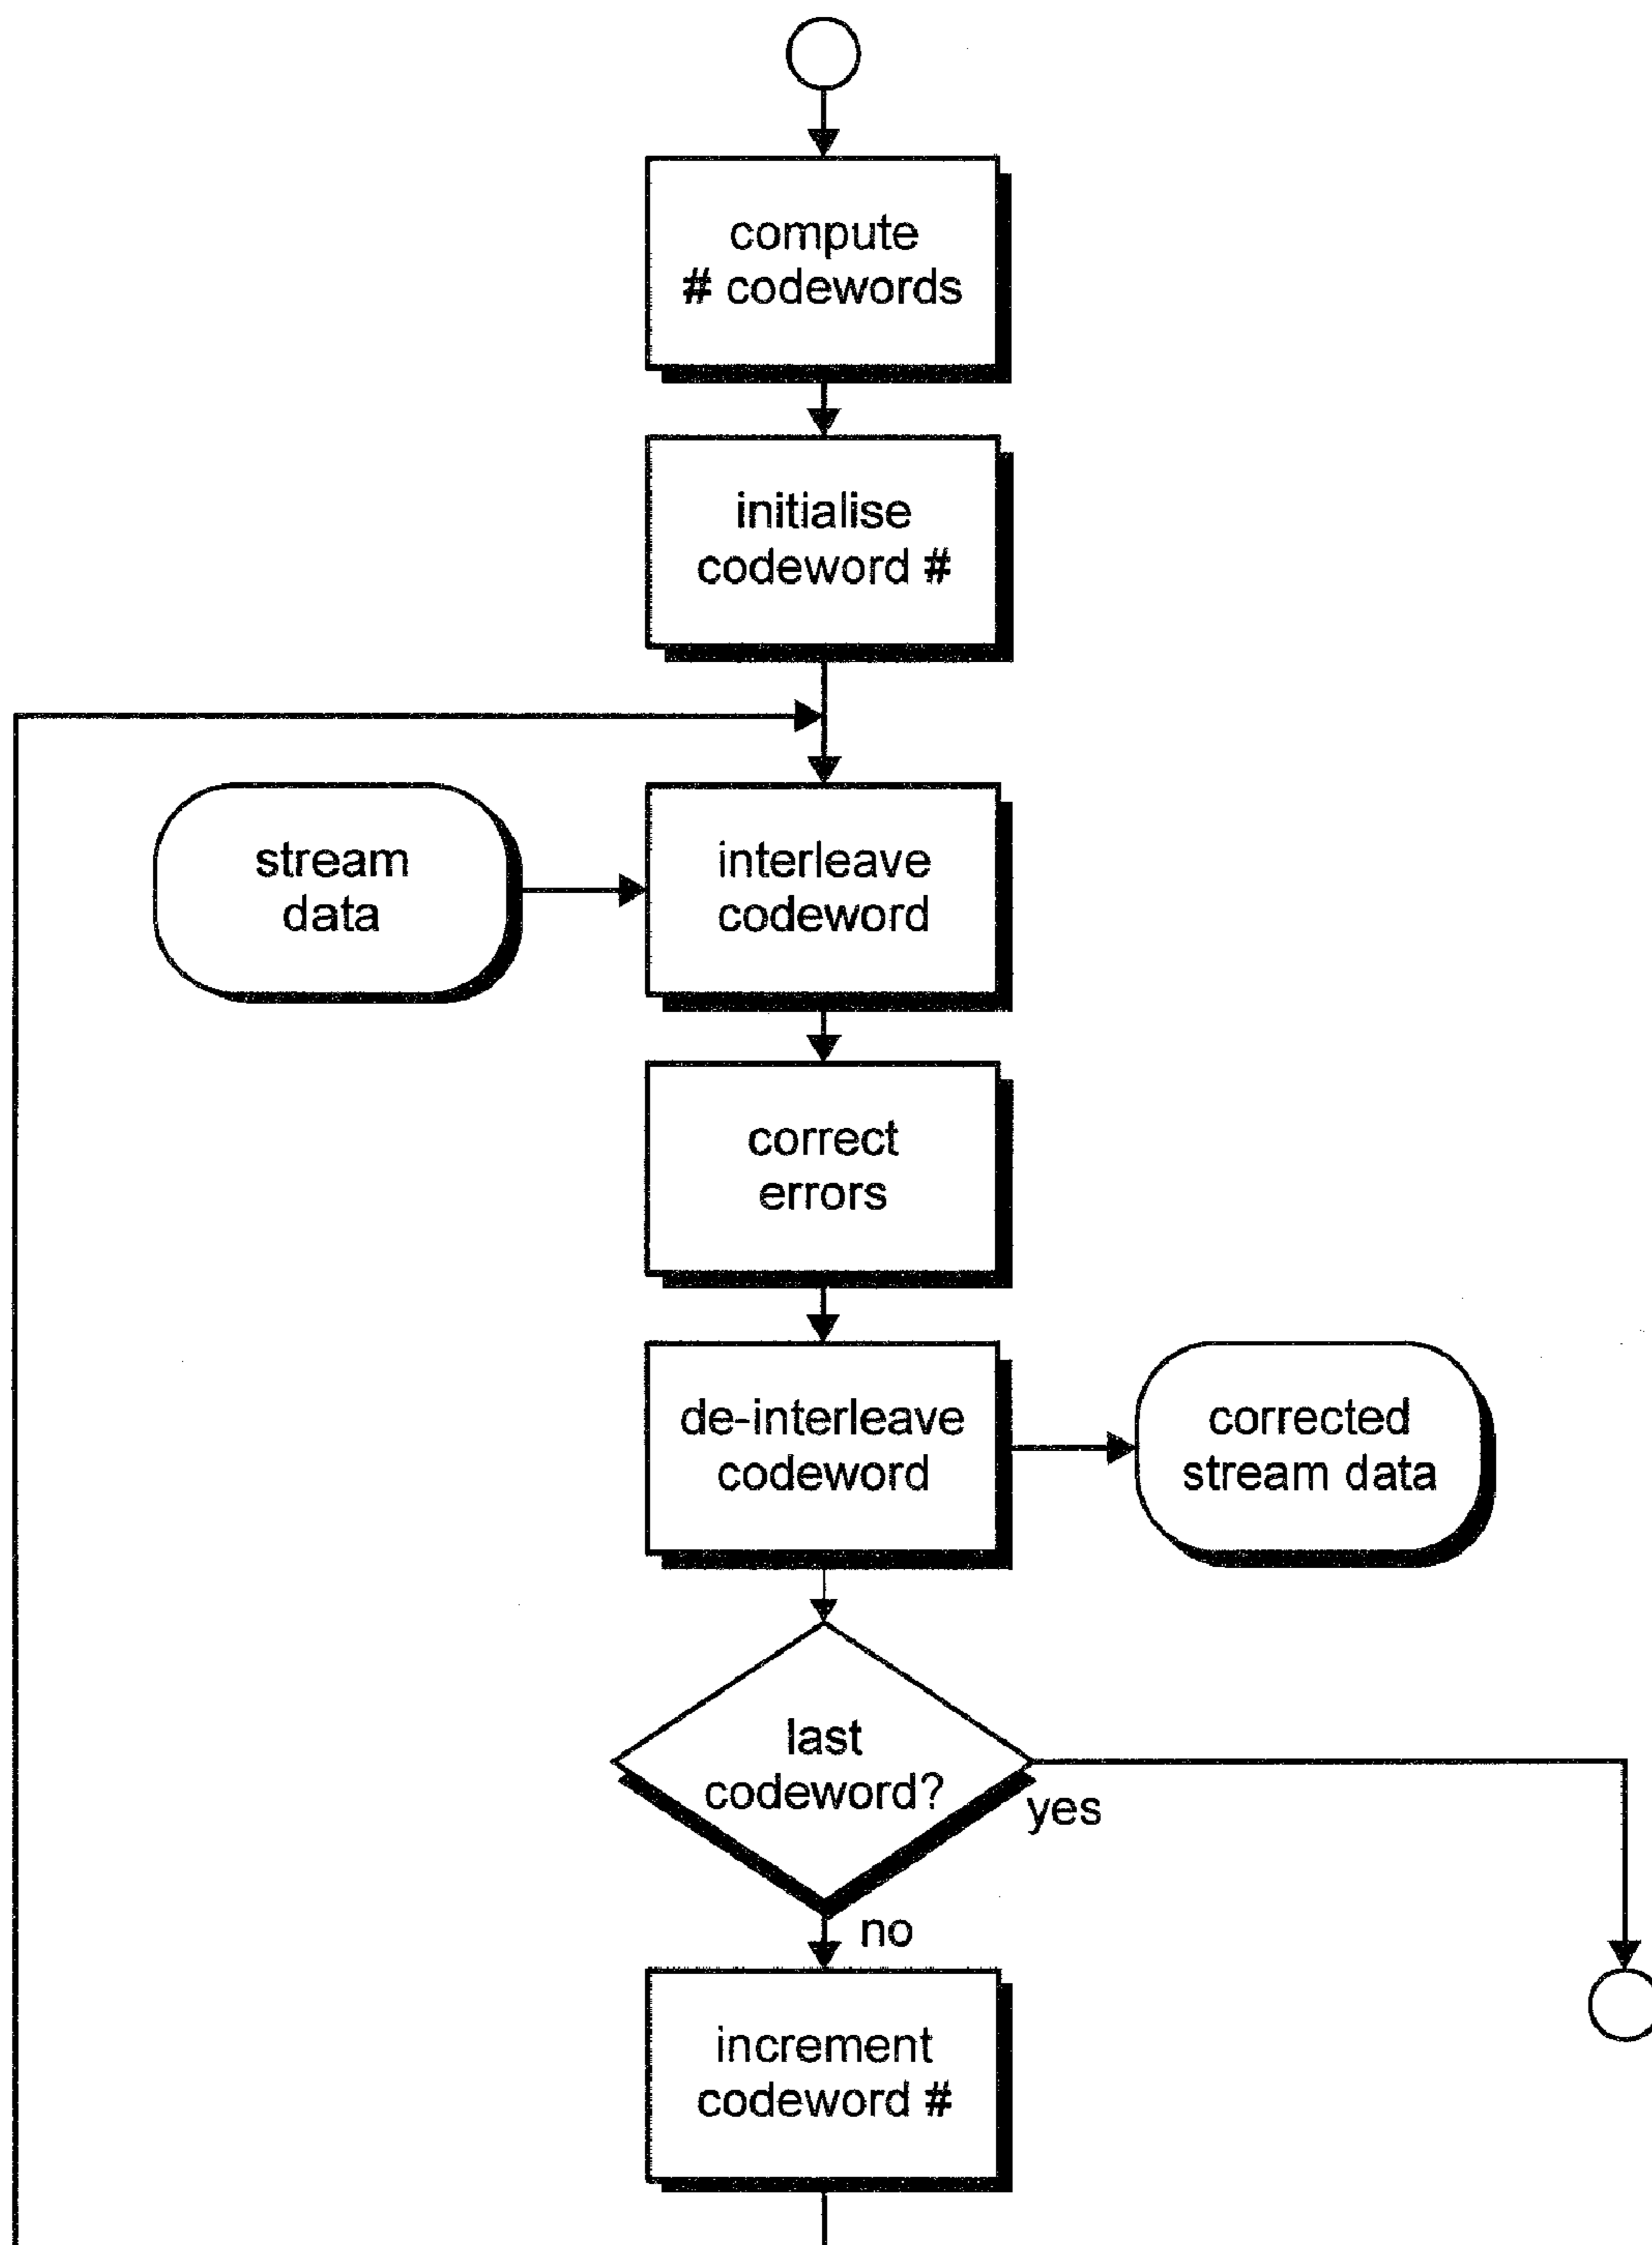 compute
# codewords
initialise
codeword #
stream
data
interleave
codeword
correct
errors
de-interleave
codeword
corrected
stream data
last
codeword?
yes
no
increment
codeword #